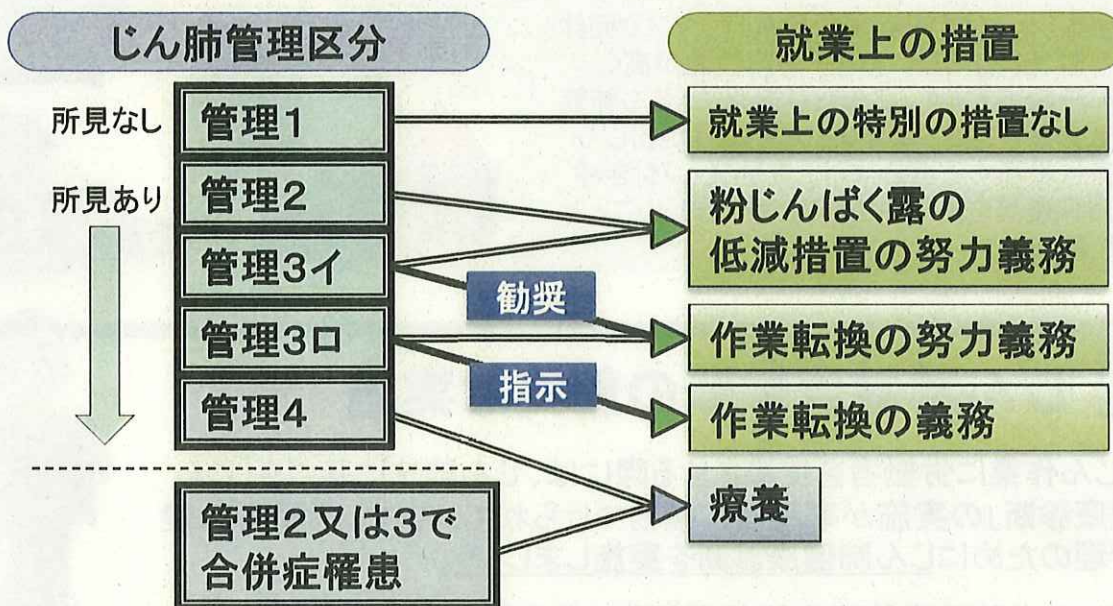 じん肺管理区分
就業上の措置
所見なし
管理1
就業上の特別の措置なし
所見あり
管理2
粉じんばく露の
低減措置の努力義務
管理3イ
勧奨
管理3ロ
作業転換の努力義務
指示
管理4
作業転換の義務
管理2又は3で
合併症罹患
療養